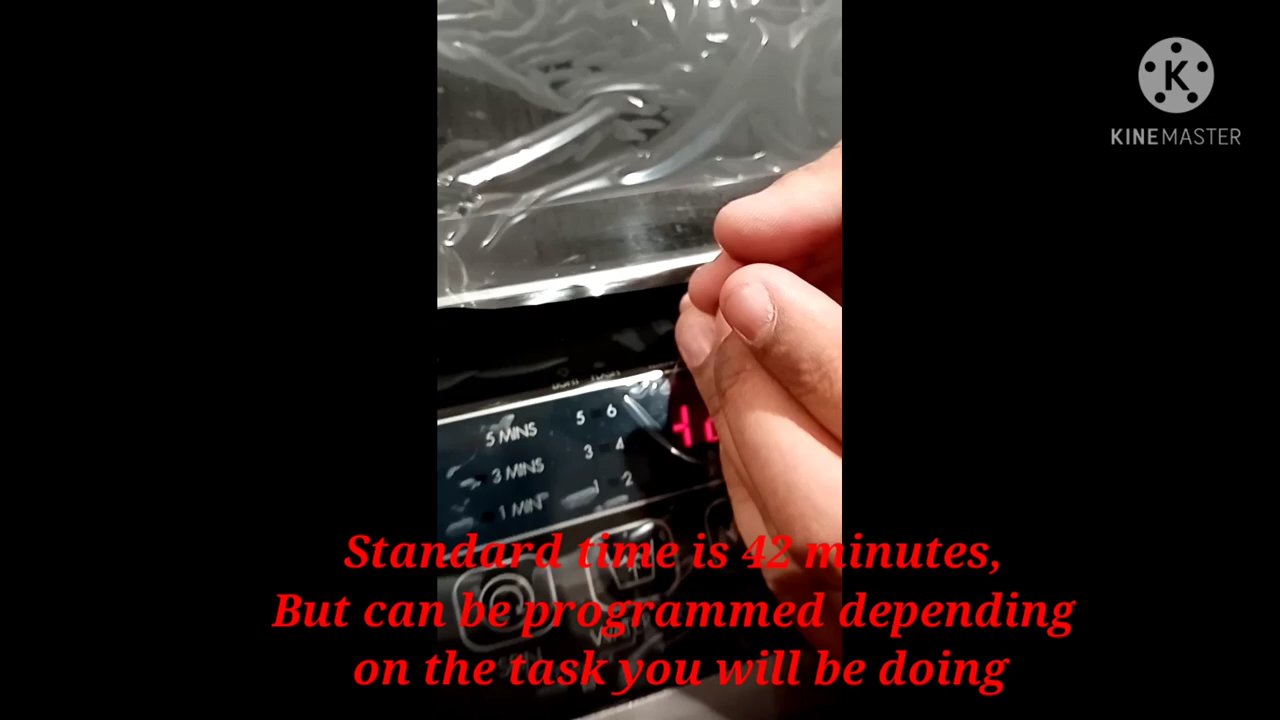 K
KINEMASTER
5 MINS 5 6
3 MINS 3 4
1 MIN 1 2
SPIN
Standard time is 42 minutes,
But can be programmed depending
on the task you will be doing